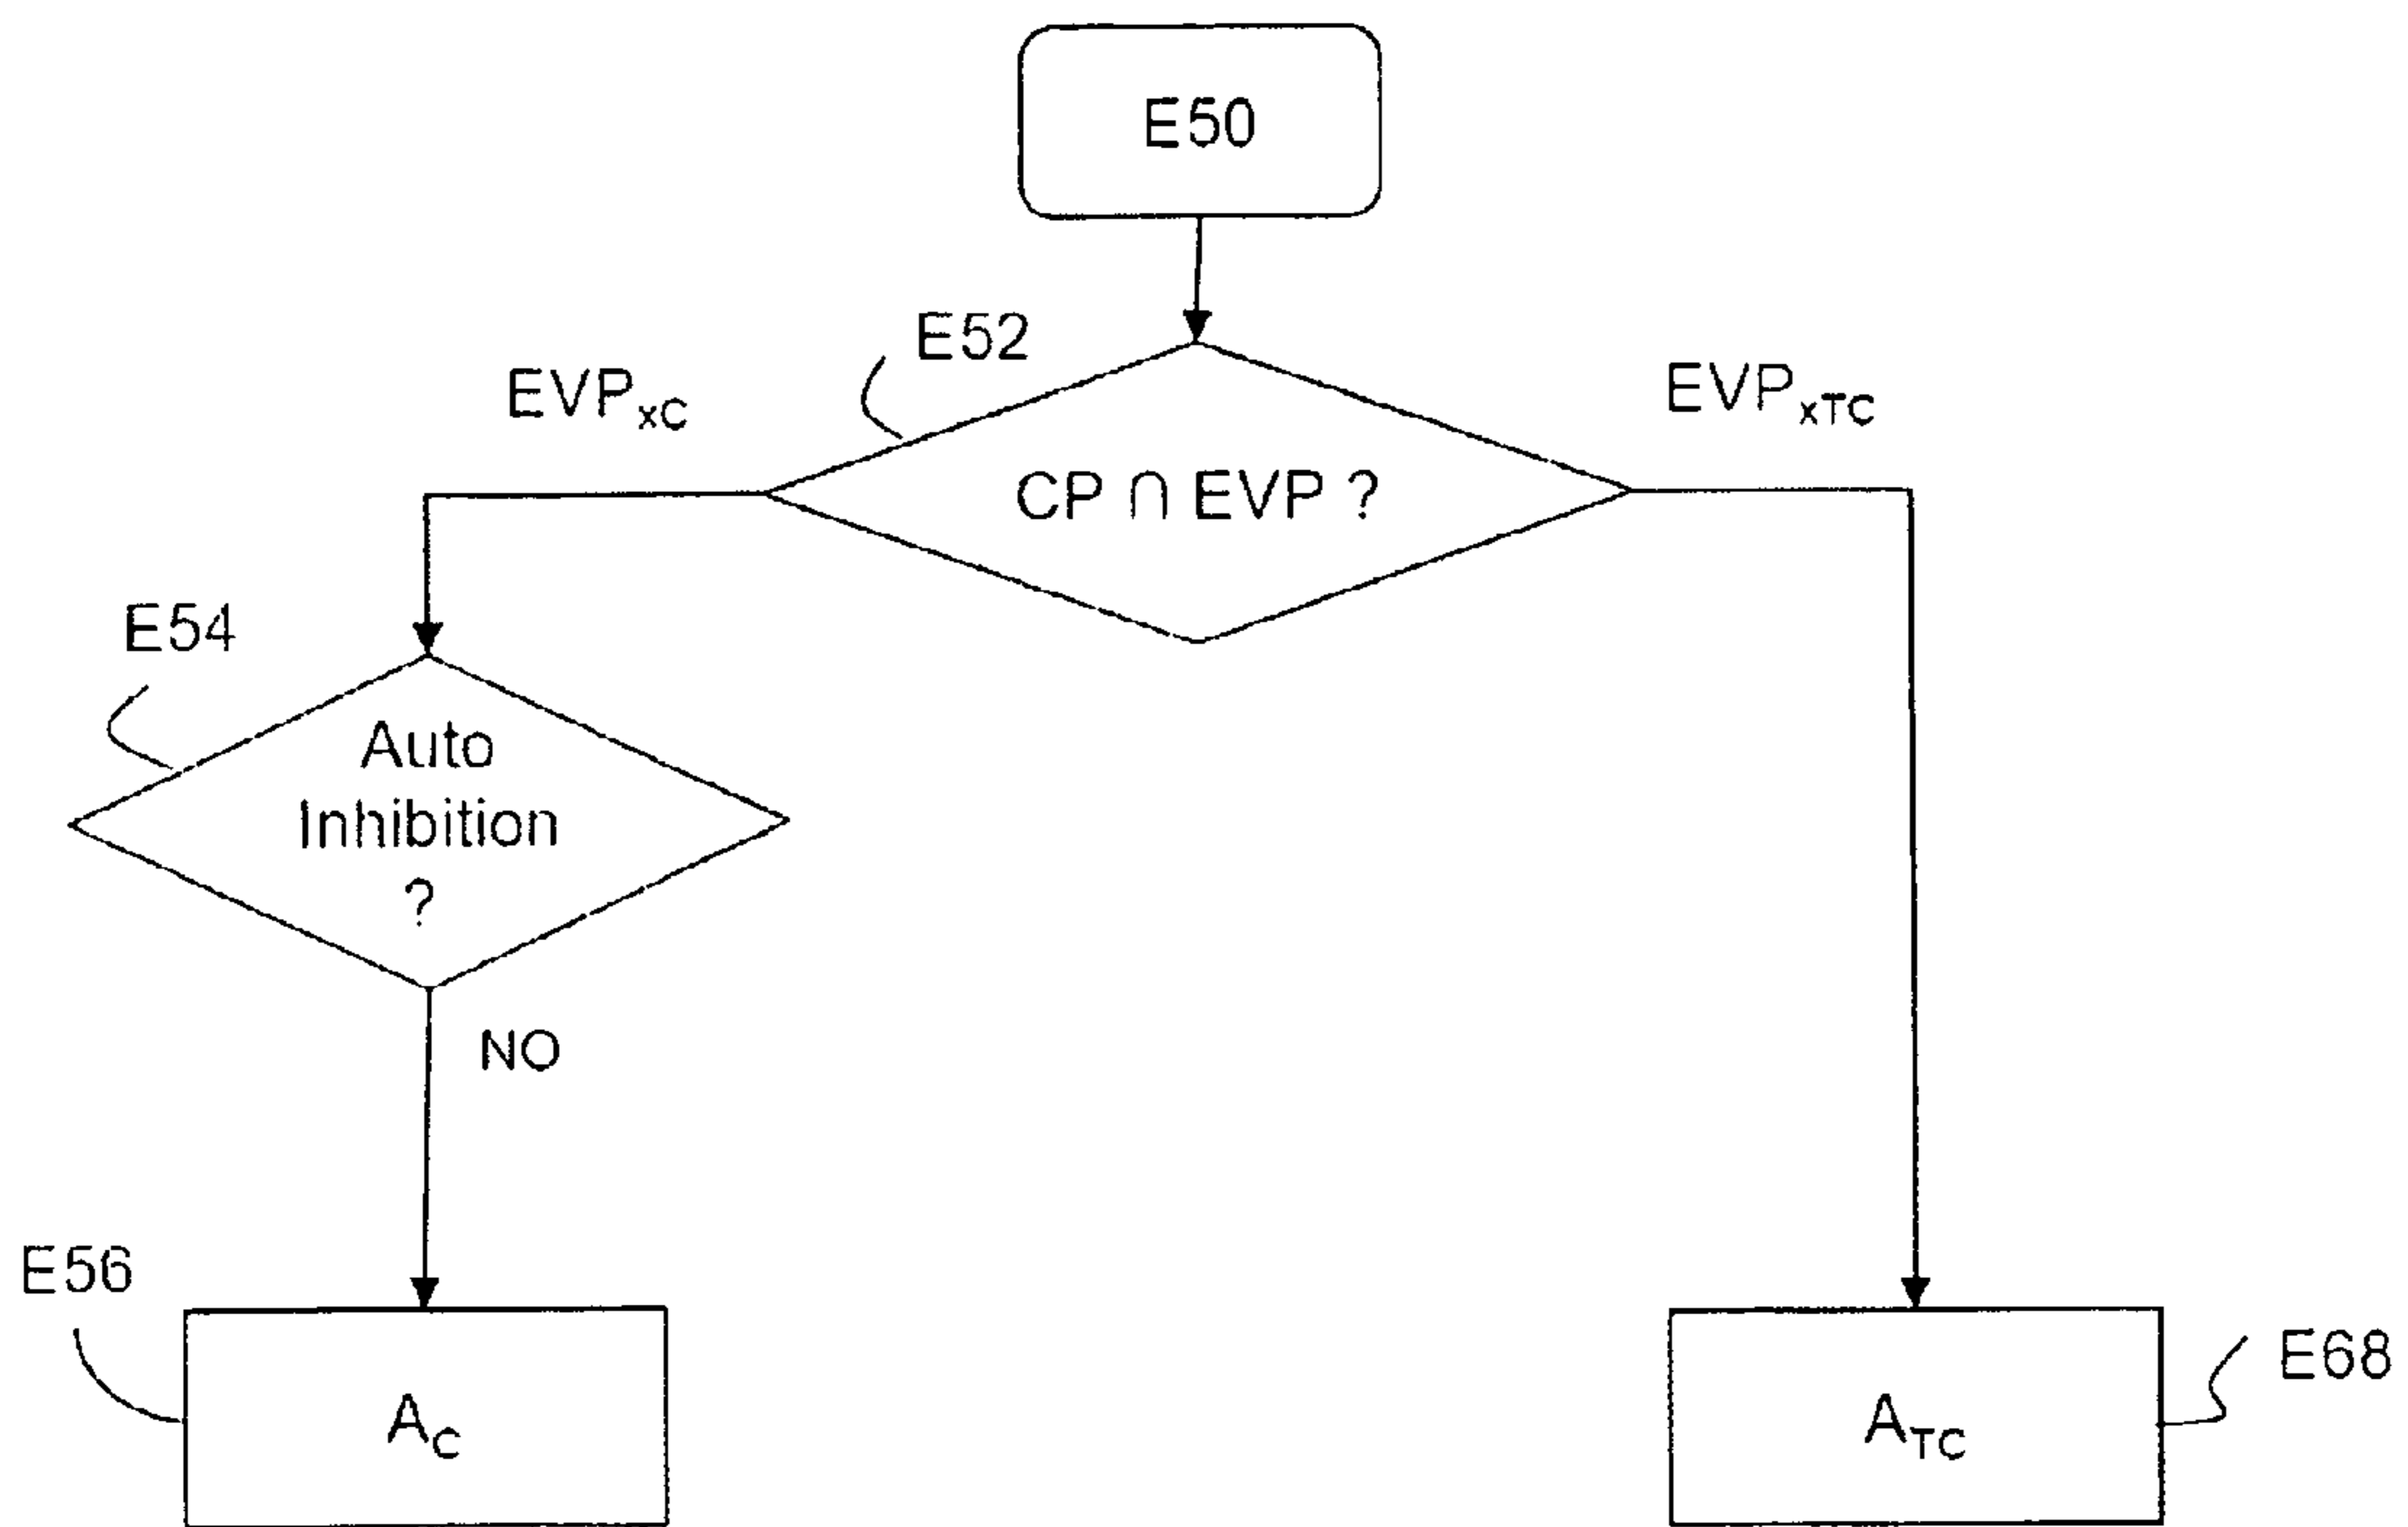 E50
E52
EVPxC
EVPxTC
CP ∩ EVP ?
E54
Auto
Inhibition
?
NO
E56
AC
E68
ATC